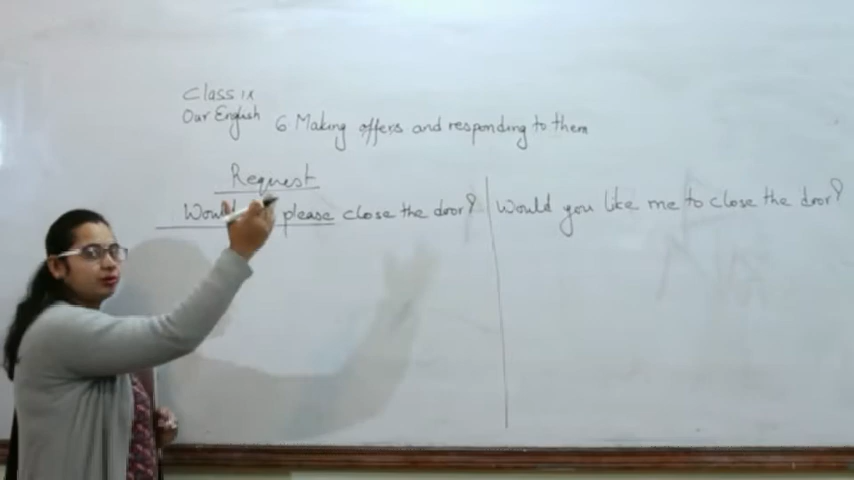 Class IX
Our English
6. Making offers and responding to them
Request
Would please close the door?
Would you like me to close the door?